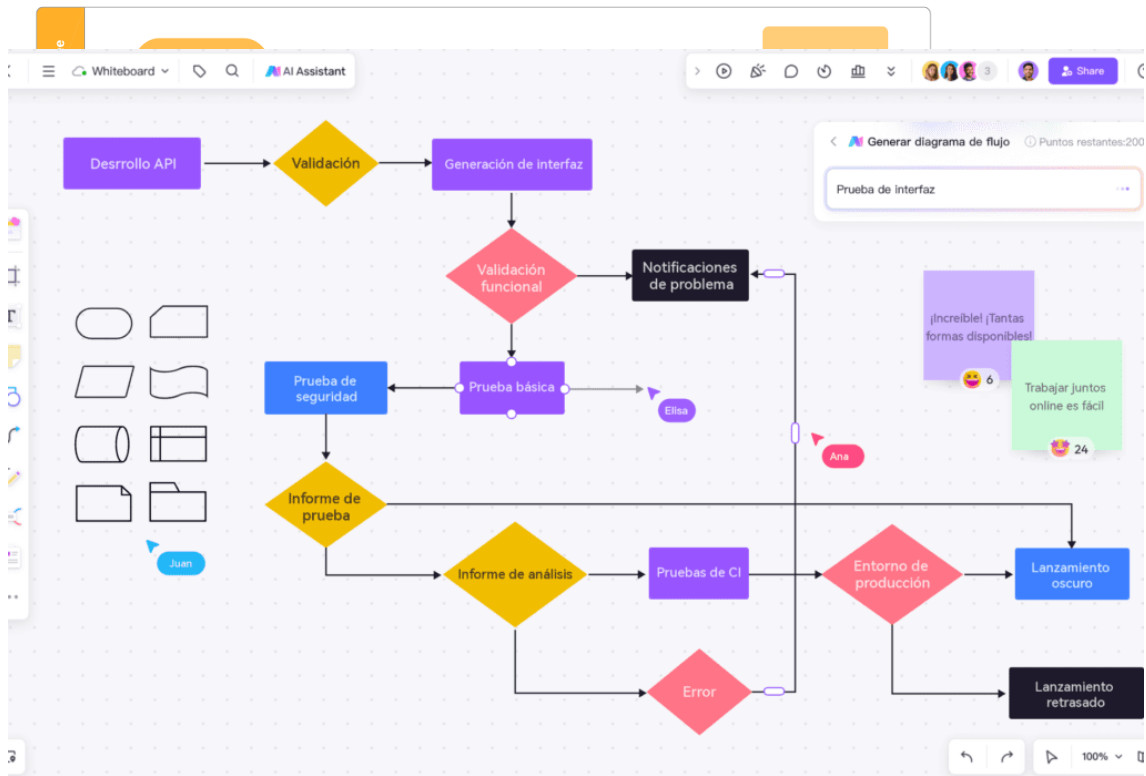 Whiteboard
AI Assistant
3
Share
Desrrollo API
Validación
Generación de interfaz
Generar diagrama de flujo
Puntos restantes:200
Prueba de interfaz
Validación
funcional
Notificaciones
de problema
¡Increíble! ¡Tantas
formas disponibles!
6
Trabajar juntos
online es fácil
24
Prueba de
seguridad
Prueba básica
Elisa
Ana
Informe de
prueba
Juan
Informe de análisis
Pruebas de CI
Entorno de
producción
Lanzamiento
oscuro
Error
Lanzamiento
retrasado
100%